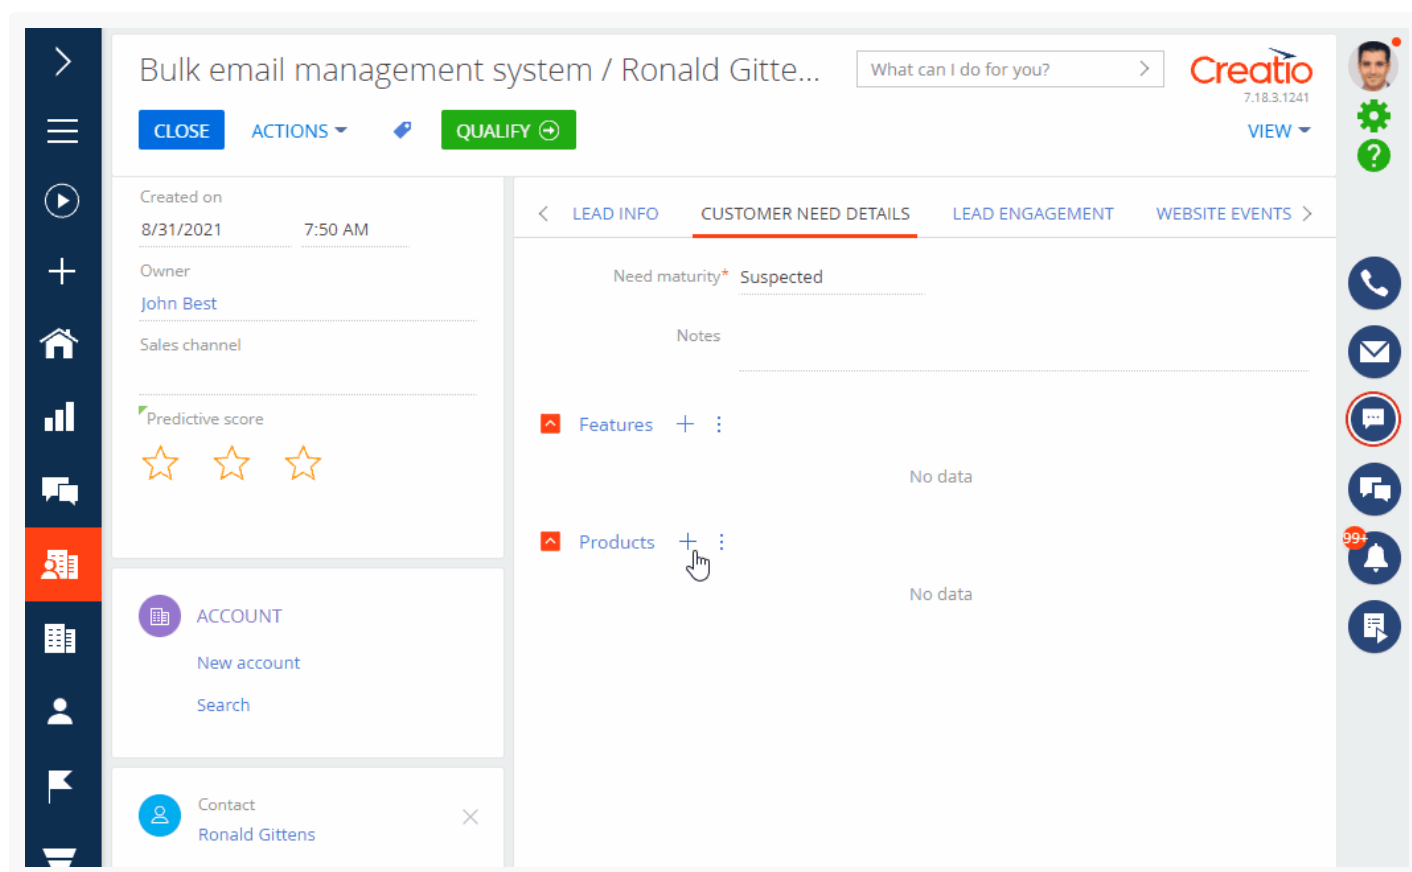 Bulk email management system / Ronald Gitte...
What can I do for you?
Creatio
7.18.3.1241
CLOSE
ACTIONS
QUALIFY
VIEW
Created on
8/31/2021
7:50 AM
Owner
John Best
Sales channel
Predictive score
ACCOUNT
New account
Search
Contact
Ronald Gittens
LEAD INFO
CUSTOMER NEED DETAILS
LEAD ENGAGEMENT
WEBSITE EVENTS
Need maturity* Suspected
Notes
Features
No data
Products
No data
?
99+